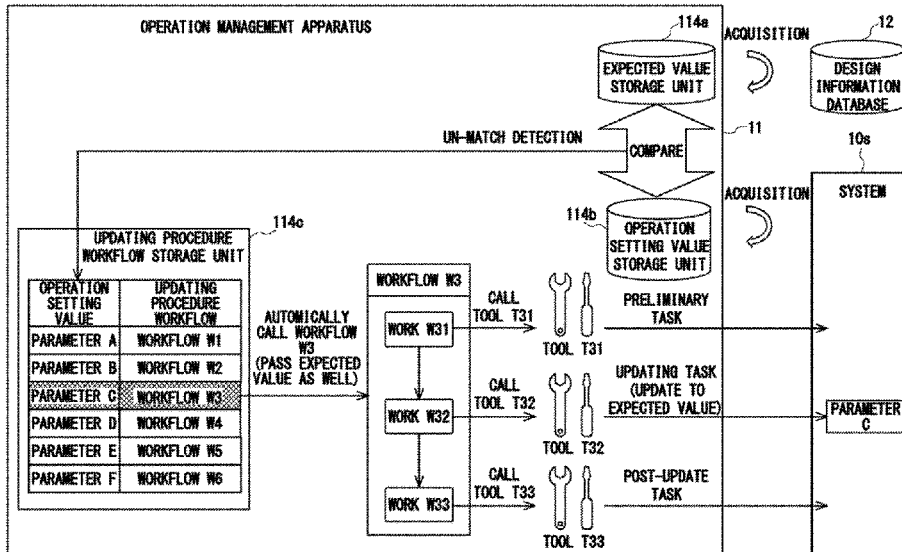 OPERATION MANAGEMENT APPARATUS
114a
EXPECTED VALUE
STORAGE UNIT
ACQUISITION
12
DESIGN
INFORMATION
DATABASE
11
UN-MATCH DETECTION
COMPARE
10s
SYSTEM
ACQUISITION
114b
OPERATION
SETTING VALUE
STORAGE UNIT
114c
UPDATING PROCEDURE
WORKFLOW STORAGE UNIT
OPERATION
SETTING
VALUE
UPDATING
PROCEDURE
WORKFLOW
PARAMETER A WORKFLOW W1
PARAMETER B WORKFLOW W2
PARAMETER C WORKFLOW W3
PARAMETER D WORKFLOW W4
PARAMETER E WORKFLOW W5
PARAMETER F WORKFLOW W6
AUTOMICALLY
CALL WORKFLOW
W3
(PASS EXPECTED
VALUE AS WELL)
WORKFLOW W3
WORK W31
CALL
TOOL T31
TOOL T31
PRELIMINARY
TASK
WORK W32
CALL
TOOL T32
TOOL T32
UPDATING TASK
(UPDATE TO
EXPECTED VALUE)
PARAMETER
C
WORK W33
CALL
TOOL T33
TOOL T33
POST-UPDATE
TASK